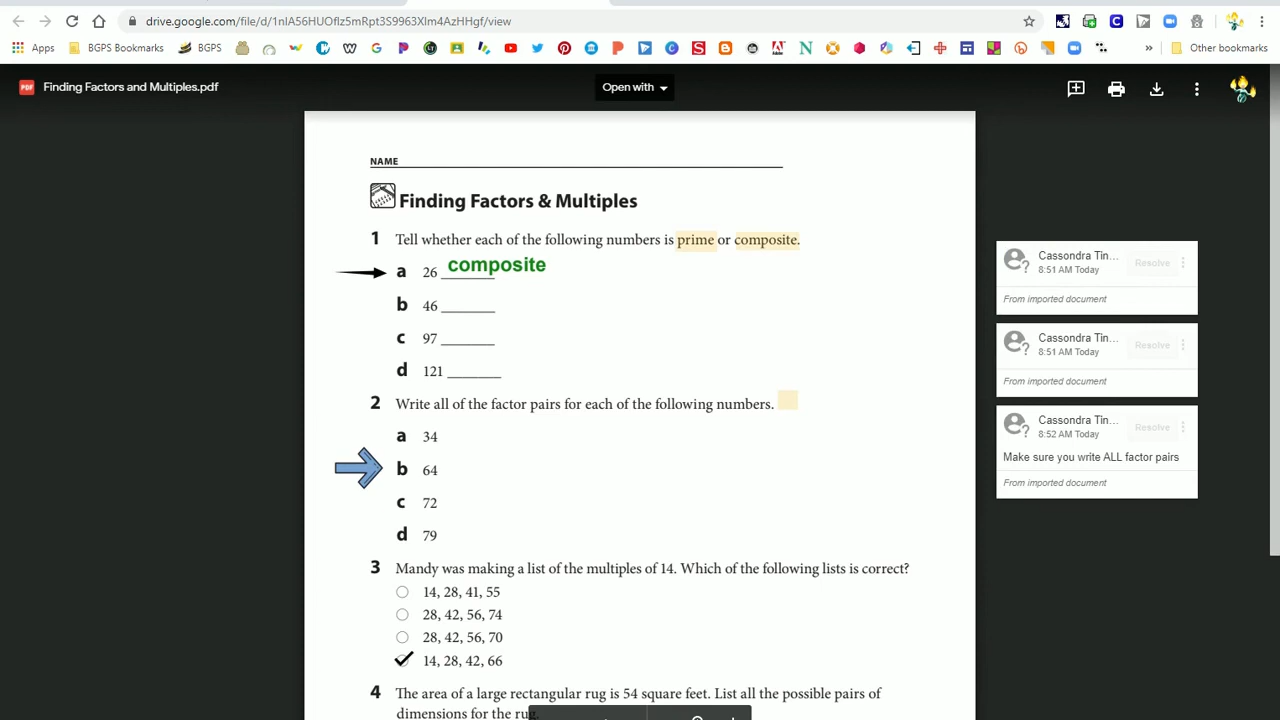 drive.google.com/file/d/1nIA56HUOflz5mRpt3S9963Xlm4AzHHgf/view
Apps
BGPS Bookmarks
BGPS
Other bookmarks
PDF
Finding Factors and Multiples.pdf
Open with
NAME
Finding Factors & Multiples
1 Tell whether each of the following numbers is prime or composite.
a 26 composite
b 46
c 97
d 121
2 Write all of the factor pairs for each of the following numbers.
a 34
b 64
c 72
d 79
3 Mandy was making a list of the multiples of 14. Which of the following lists is correct?
14, 28, 41, 55
28, 42, 56, 74
28, 42, 56, 70
14, 28, 42, 66
4 The area of a large rectangular rug is 54 square feet. List all the possible pairs of
dimensions for the rug.
Cassandra Tin...
8:51 AM Today
Resolve
From imported document
Cassandra Tin...
8:51 AM Today
Resolve
From imported document
Cassandra Tin...
8:52 AM Today
Resolve
Make sure you write ALL factor pairs
From imported document